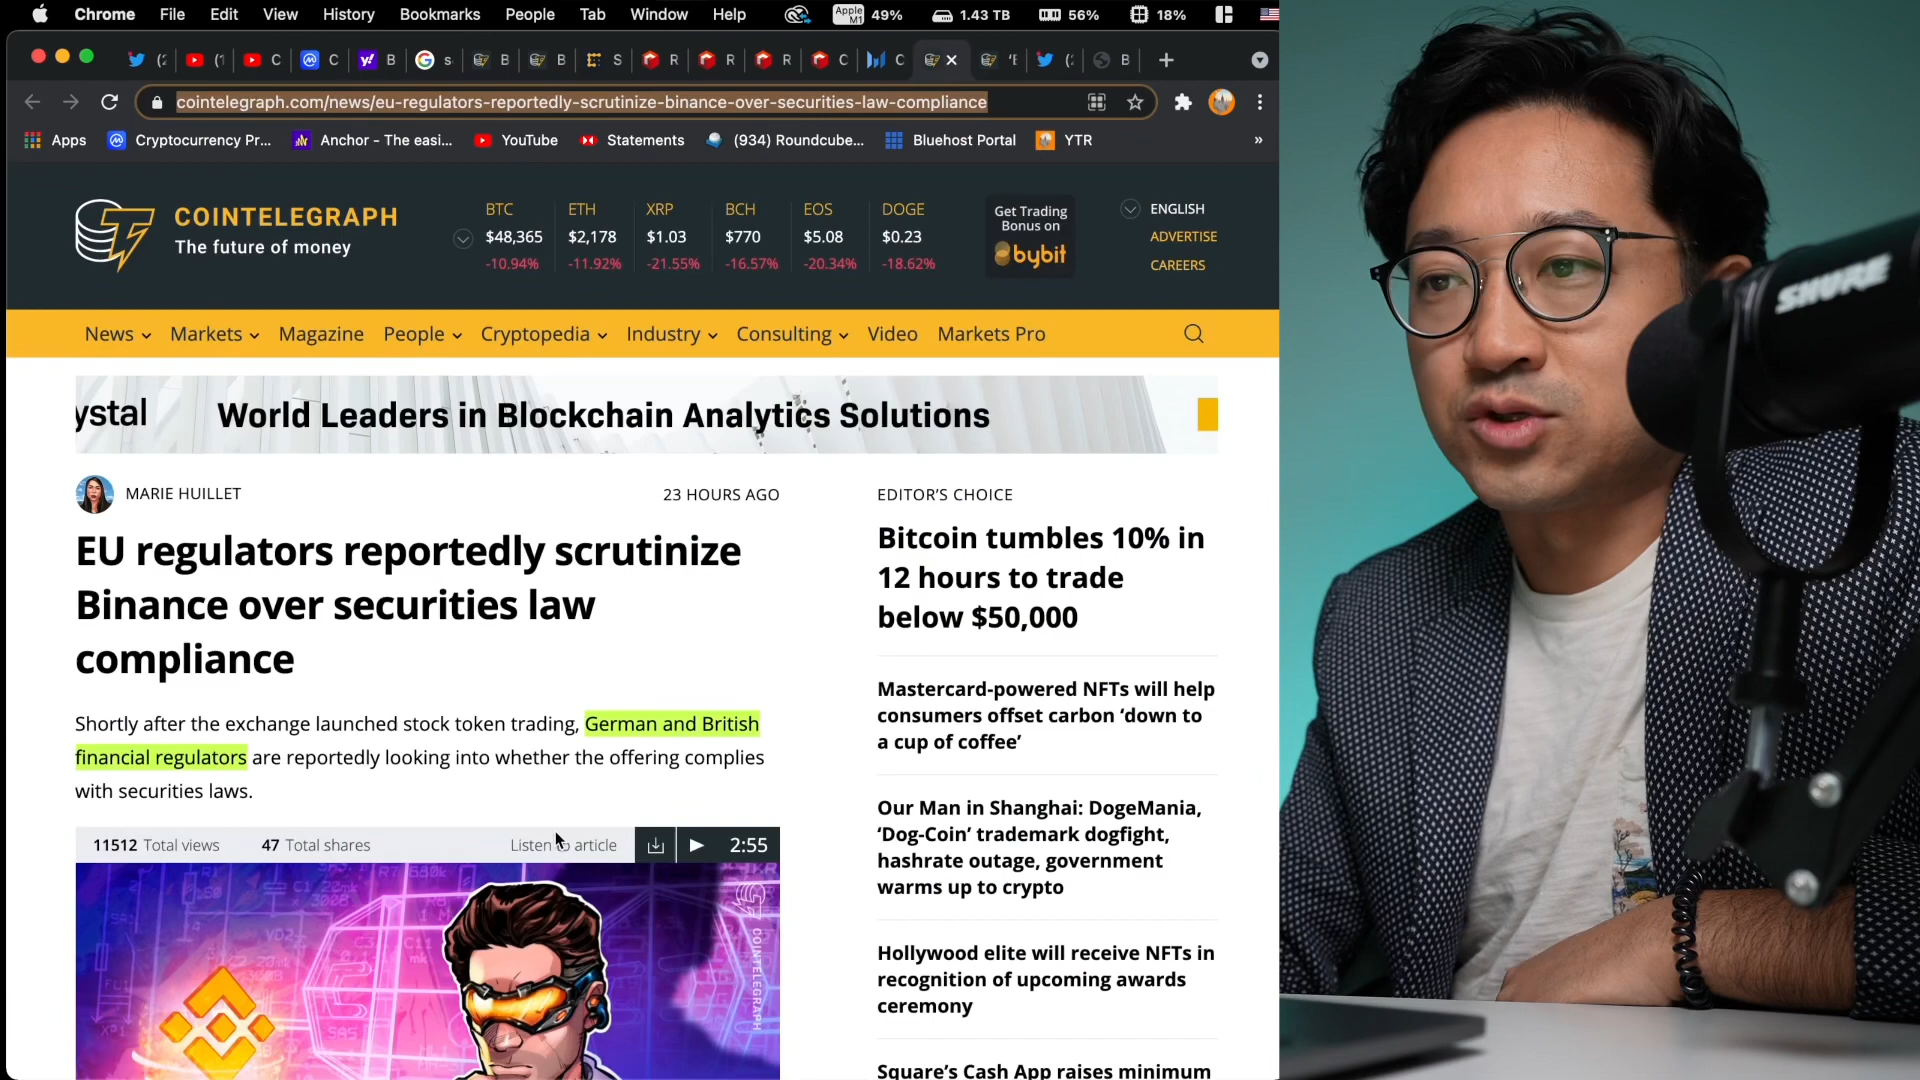 Chrome File Edit View History Bookmarks People Tab Window Help Apple M1 49% 1.43 TB 56% 18%
cointelegraph.com/news/eu-regulators-reportedly-scrutinize-binance-over-securities-law-compliance
Apps Cryptocurrency Pr... Anchor - The easi... YouTube Statements (934) Roundcube... Bluehost Portal YTR »
COINTELEGRAPH
The future of money
BTC ETH XRP BCH EOS DOGE
$48,365 $2,178 $1.03 $770 $5.08 $0.23
-10.94% -11.92% -21.55% -16.57% -20.34% -18.62%
Get Trading
Bonus on
bybit
ENGLISH
ADVERTISE
CAREERS
News Markets Magazine People Cryptopedia Industry Consulting Video Markets Pro
ystal World Leaders in Blockchain Analytics Solutions
MARIE HUILLET 23 HOURS AGO
EU regulators reportedly scrutinize
Binance over securities law
compliance
Shortly after the exchange launched stock token trading, German and British
financial regulators are reportedly looking into whether the offering complies
with securities laws.
11512 Total views 47 Total shares Listen to article 2:55
COINTELEGRAPH
EDITOR'S CHOICE
Bitcoin tumbles 10% in
12 hours to trade
below $50,000
Mastercard-powered NFTs will help
consumers offset carbon ‘down to
a cup of coffee’
Our Man in Shanghai: DogeMania,
‘Dog-Coin’ trademark dogfight,
hashrate outage, government
warms up to crypto
Hollywood elite will receive NFTs in
recognition of upcoming awards
ceremony
Square’s Cash App raises minimum
SHURE